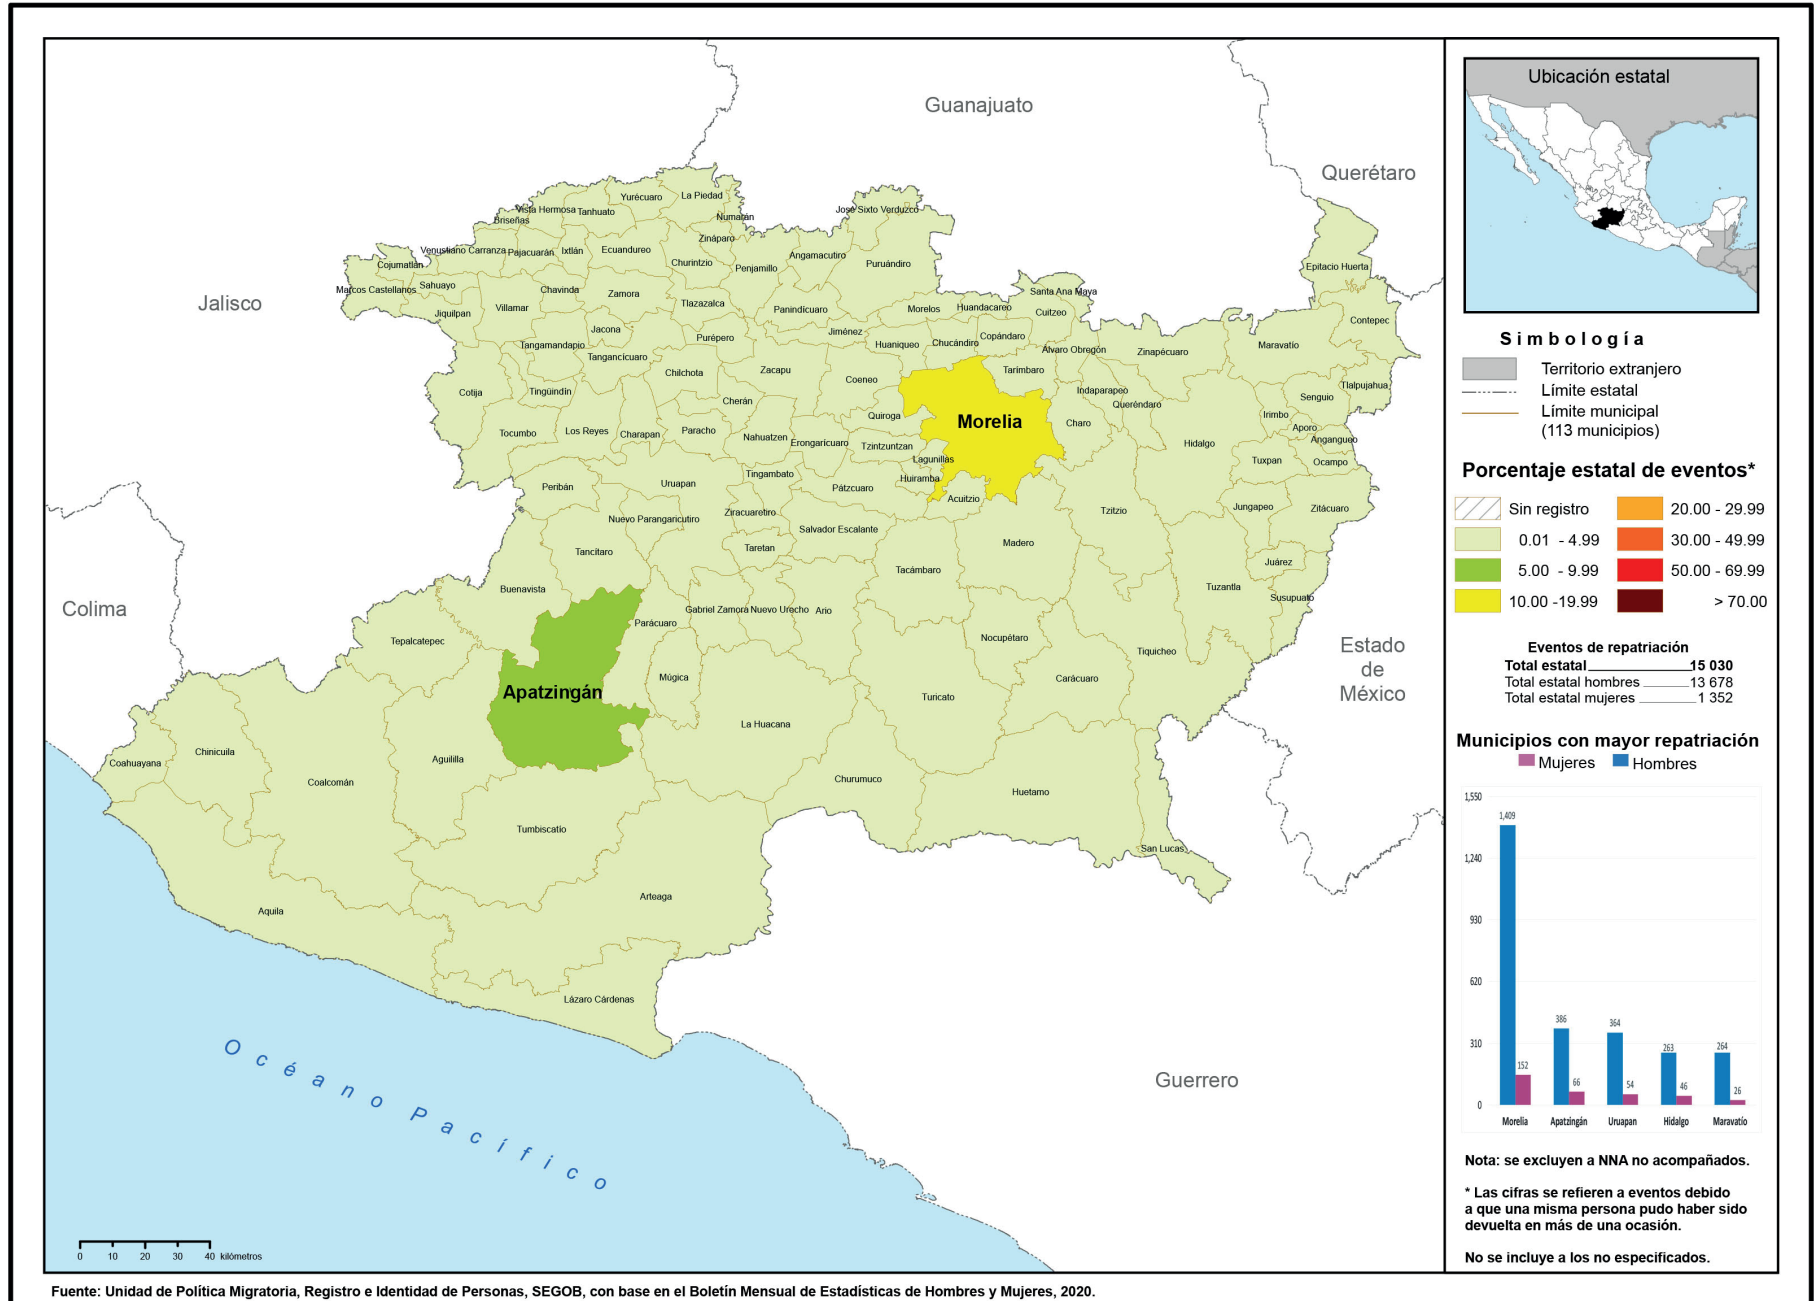 Guanajuato
Querétaro
Jalisco
Colima
Estado
de
México
Guerrero
Océano Pacífico
Yurécuaro
La Piedad
Vista Hermosa
Tanhuato
Briseñas
Numarán
José Sixto Verduzco
Zináparo
Venustiano Carranza
Pajacuarán
Ixtlán
Ecuandureo
Churintzio
Penjamillo
Angamacutiro
Puruándiro
Epitacio Huerta
Cojumatlán
Marcos Castellanos
Sahuayo
Jiquilpan
Villamar
Chavinda
Zamora
Tlazazalca
Panindícuaro
Morelos
Huandacareo
Santa Ana Maya
Cuitzeo
Contepec
Jacona
Purépero
Jiménez
Huaniqueo
Chucándiro
Copándaro
Álvaro Obregón
Zinapécuaro
Maravatío
Tangamandapio
Tangancícuaro
Chilchota
Zacapu
Coeneo
Tarímbaro
Indaparapeo
Queréndaro
Tlalpujahua
Senguio
Cotija
Tingüindín
Cherán
Quiroga
Morelia
Charo
Irimbo
Aporo
Angangueo
Tocumbo
Los Reyes
Charapan
Paracho
Nahuatzen
Erongarícuaro
Tzintzuntzan
Lagunillas
Hidalgo
Tuxpan
Ocampo
Peribán
Uruapan
Tingambato
Pátzcuaro
Huiramba
Acuitzio
Tzitzio
Jungapeo
Zitácuaro
Nuevo Parangaricutiro
Ziracuaretiro
Salvador Escalante
Madero
Tancítaro
Taretan
Tacámbaro
Juárez
Buenavista
Tuzantla
Susupuato
Parácuaro
Gabriel Zamora
Nuevo Urecho
Ario
Nocupétaro
Tiquicheo
Tepalcatepec
Múgica
Carácuaro
Apatzingán
Turicato
La Huacana
Chinicuila
Coahuayana
Aguililla
Coalcomán
Churumuco
Huetamo
Tumbiscatío
San Lucas
Arteaga
Aquila
Lázaro Cárdenas
0 10 20 30 40 kilómetros
Ubicación estatal
Simbología
Territorio extranjero
Límite estatal
Límite municipal
(113 municipios)
Porcentaje estatal de eventos*
Sin registro 20.00 - 29.99
0.01 - 4.99 30.00 - 49.99
5.00 - 9.99 50.00 - 69.99
10.00 -19.99 > 70.00
Eventos de repatriación
Total estatal 15 030
Total estatal hombres 13 678
Total estatal mujeres 1 352
Municipios con mayor repatriación
Mujeres Hombres
1,550
1,240
930
620
310
0
1,409
152
386
66
364
54
263
46
264
26
Morelia Apatzingán Uruapan Hidalgo Maravatío
Nota: se excluyen a NNA no acompañados.
* Las cifras se refieren a eventos debido
a que una misma persona pudo haber sido
devuelta en más de una ocasión.
No se incluye a los no especificados.
Fuente: Unidad de Política Migratoria, Registro e Identidad de Personas, SEGOB, con base en el Boletín Mensual de Estadísticas de Hombres y Mujeres, 2020.